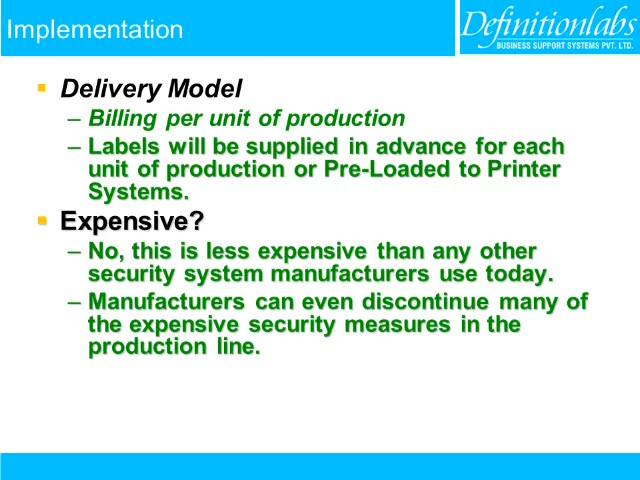 Implementation
Definitionlabs
BUSINESS SUPPORT SYSTEMS PVT. LTD.
Delivery Model
– Billing per unit of production
– Labels will be supplied in advance for each
unit of production or Pre-Loaded to Printer
Systems.
Expensive?
– No, this is less expensive than any other
security system manufacturers use today.
– Manufacturers can even discontinue many of
the expensive security measures in the
production line.